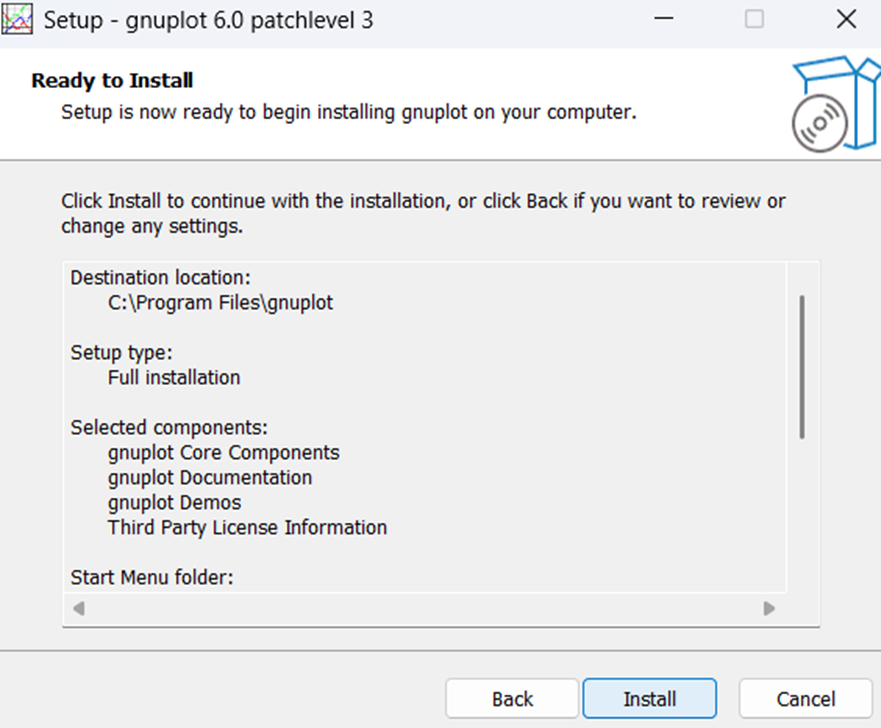 Setup - gnuplot 6.0 patchlevel 3
Ready to Install
Setup is now ready to begin installing gnuplot on your computer.
Click Install to continue with the installation, or click Back if you want to review or
change any settings.
Destination location:
C:\Program Files\gnuplot
Setup type:
Full installation
Selected components:
gnuplot Core Components
gnuplot Documentation
gnuplot Demos
Third Party License Information
Start Menu folder:
Back Install Cancel